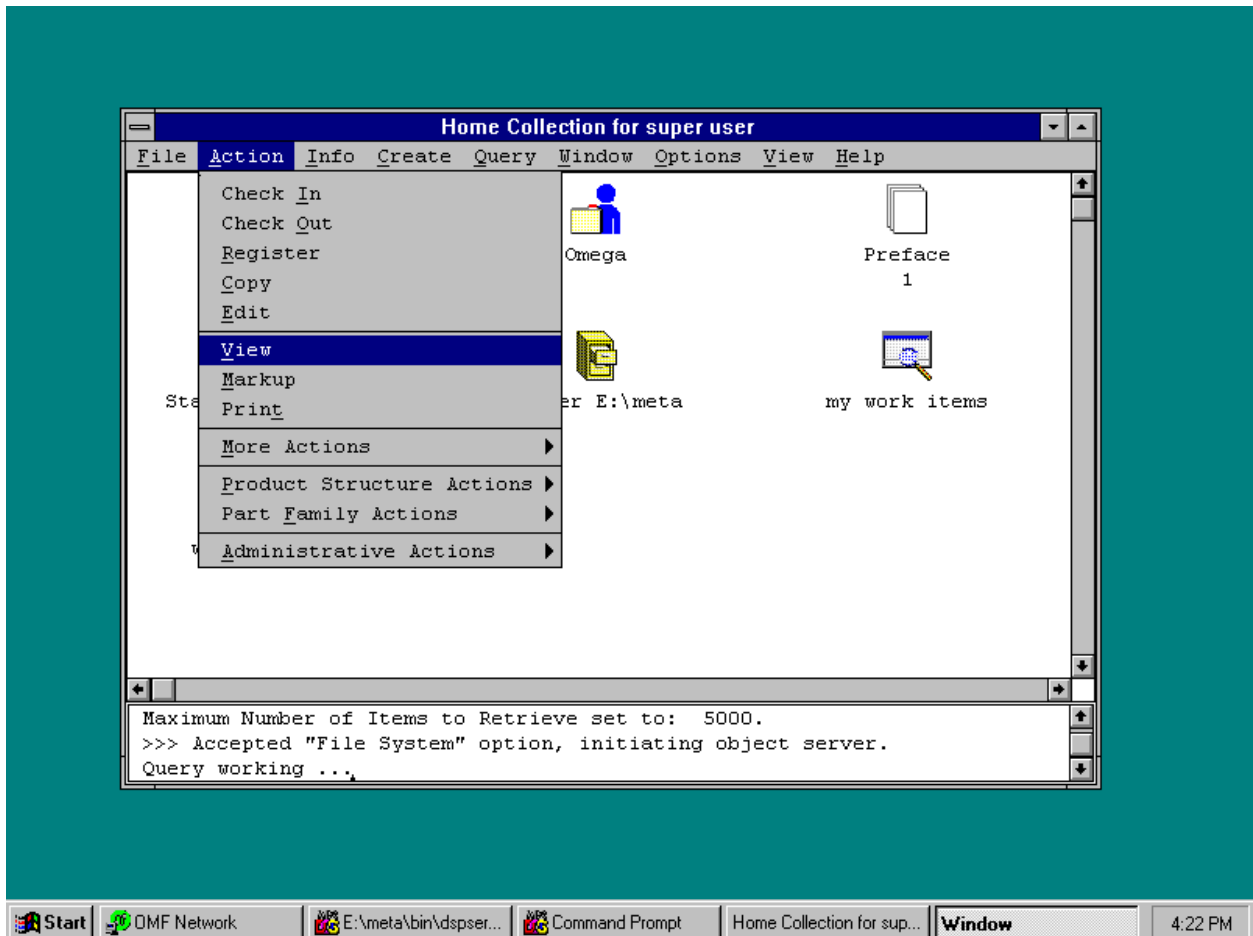 Home Collection for super user
File Action Info Create Query Window Options View Help
Check In
Check Out
Register
Copy
Edit
View
Markup
Print
More Actions
Product Structure Actions
Part Family Actions
Administrative Actions
Omega
Preface
1
er E:\meta
my work items
Maximum Number of Items to Retrieve set to: 5000.
>>> Accepted "File System" option, initiating object server.
Query working ...
Start OMF Network E:\meta\bin\dspser... Command Prompt Home Collection for sup... Window 4:22 PM